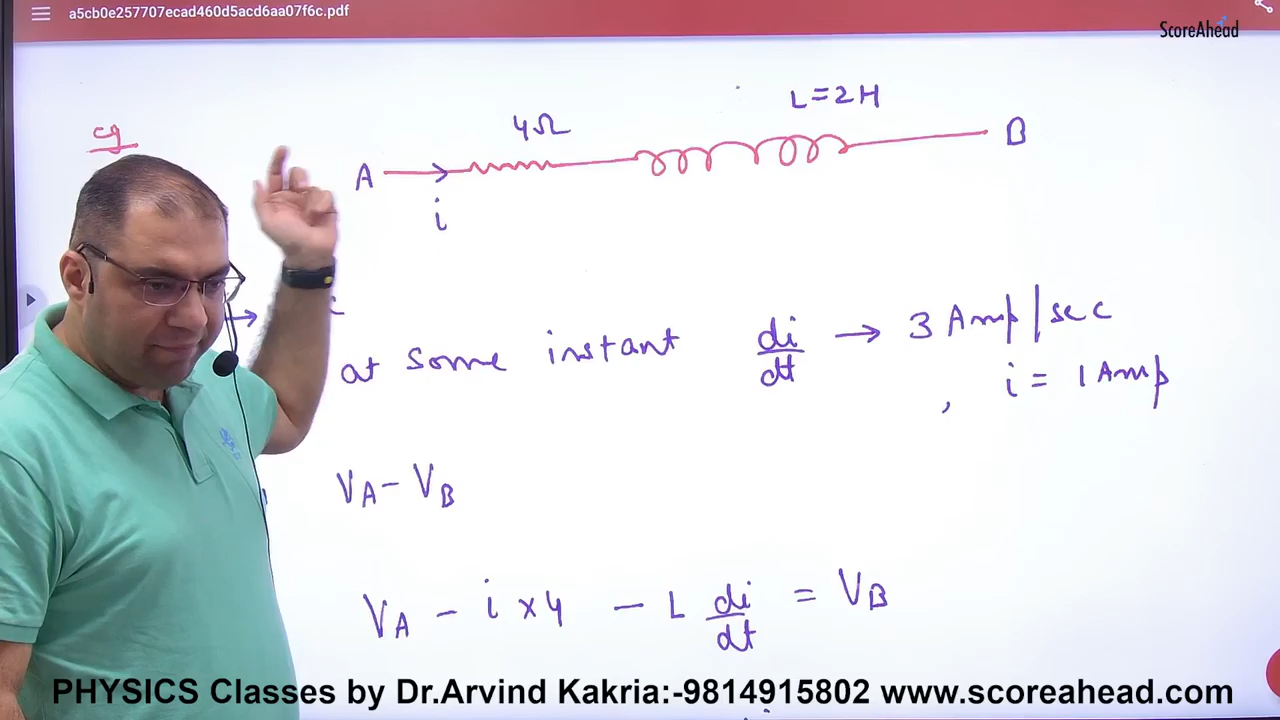 a5cb0e257707ecad460d5acd6aa07f6c.pdf
ScoreAhead
eg
4Ω
L=2H
A
B
i
at some instant di/dt → 3 Amp/sec
, i = 1 Amp
VA - VB
VA - i x 4 - L di/dt = VB
PHYSICS Classes by Dr.Arvind Kakria:-9814915802 www.scoreahead.com